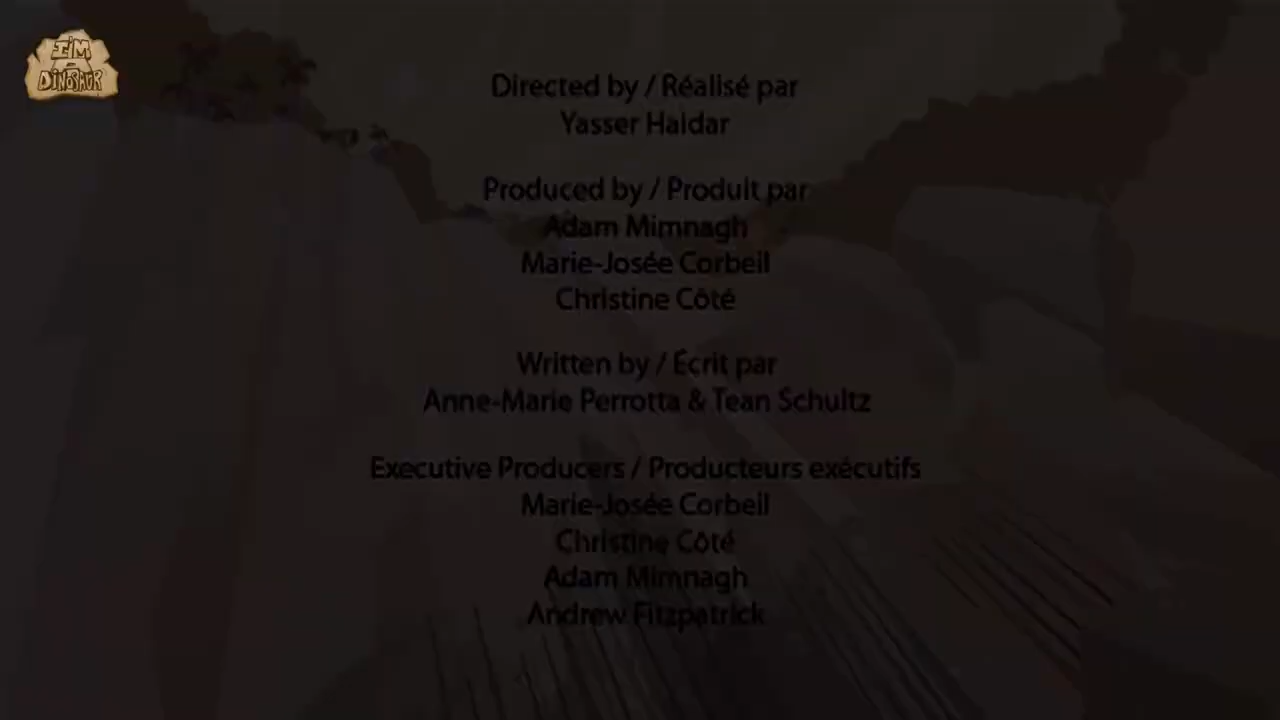 I'M
A
DINOSAUR
Directed by / Réalisé par
Yasser Haidar
Produced by / Produit par
Adam Mimnagh
Marie-Josée Corbeil
Christine Côté
Written by / Écrit par
Anne-Marie Perrotta & Tean Schultz
Executive Producers / Producteurs exécutifs
Marie-Josée Corbeil
Christine Côté
Adam Mimnagh
Andrew Fitzpatrick